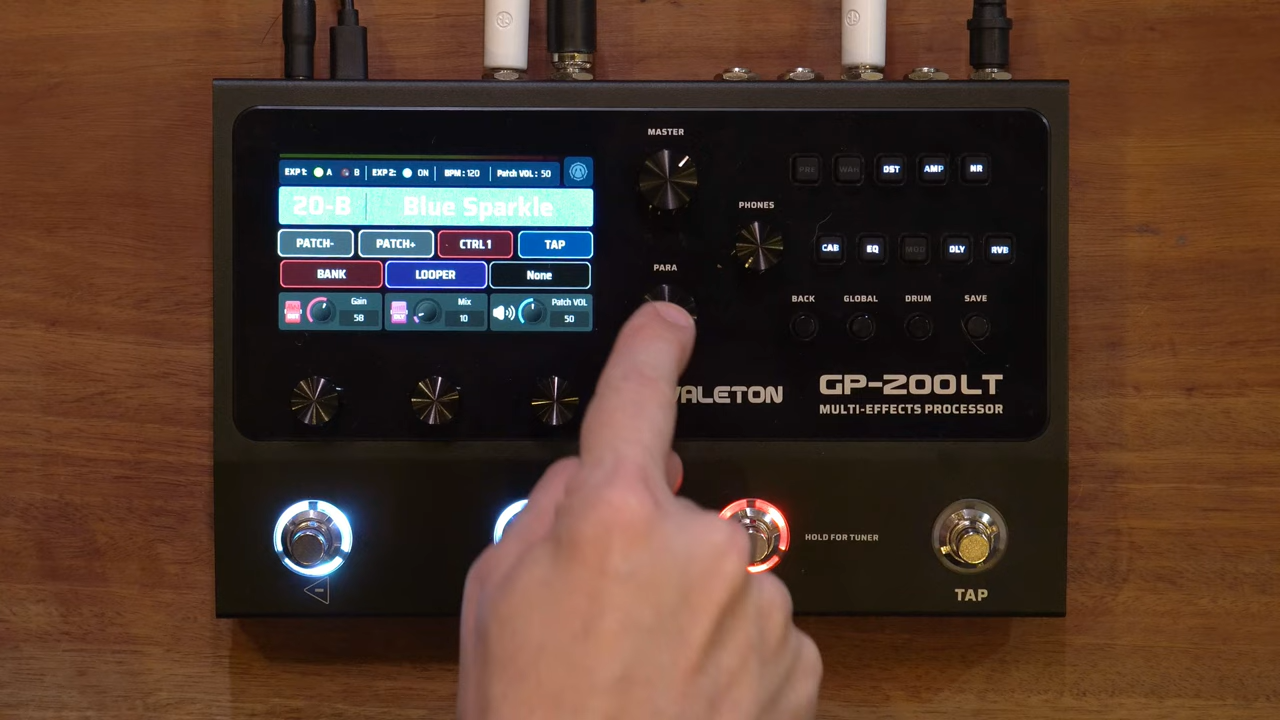 MASTER
PHONES
PARA
EXP 1: A B EXP 2: ON BPM : 120 Patch VOL : 50
20-B Blue Sparkle
PATCH- PATCH+ CTRL 1 TAP
BANK LOOPER None
Gain
58
Mix
10
Patch VOL
50
PRE WAH DST AMP NR
CAB EQ MOD DLY RVB
BACK GLOBAL DRUM SAVE
VALETON
GP-200LT
MULTI-EFFECTS PROCESSOR
HOLD FOR TUNER
TAP